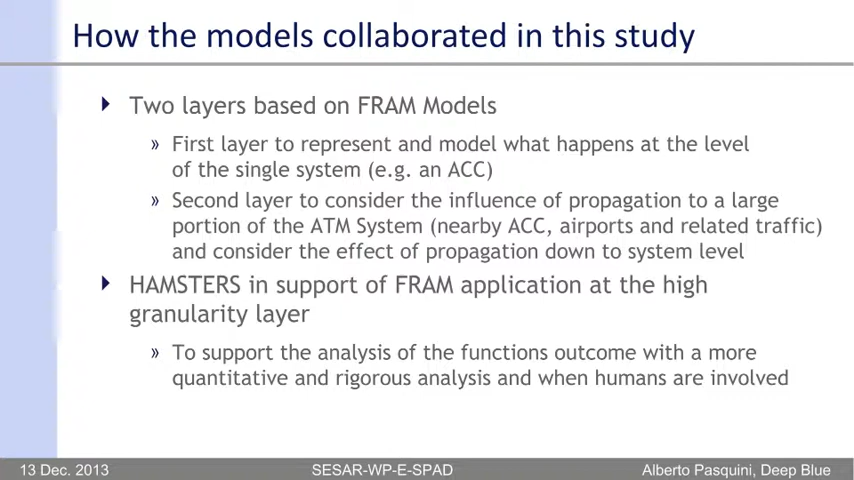 How the models collaborated in this study
Two layers based on FRAM Models
» First layer to represent and model what happens at the level
of the single system (e.g. an ACC)
» Second layer to consider the influence of propagation to a large
portion of the ATM System (nearby ACC, airports and related traffic)
and consider the effect of propagation down to system level
HAMSTERS in support of FRAM application at the high
granularity layer
» To support the analysis of the functions outcome with a more
quantitative and rigorous analysis and when humans are involved
13 Dec. 2013 SESAR-WP-E-SPAD Alberto Pasquini, Deep Blue